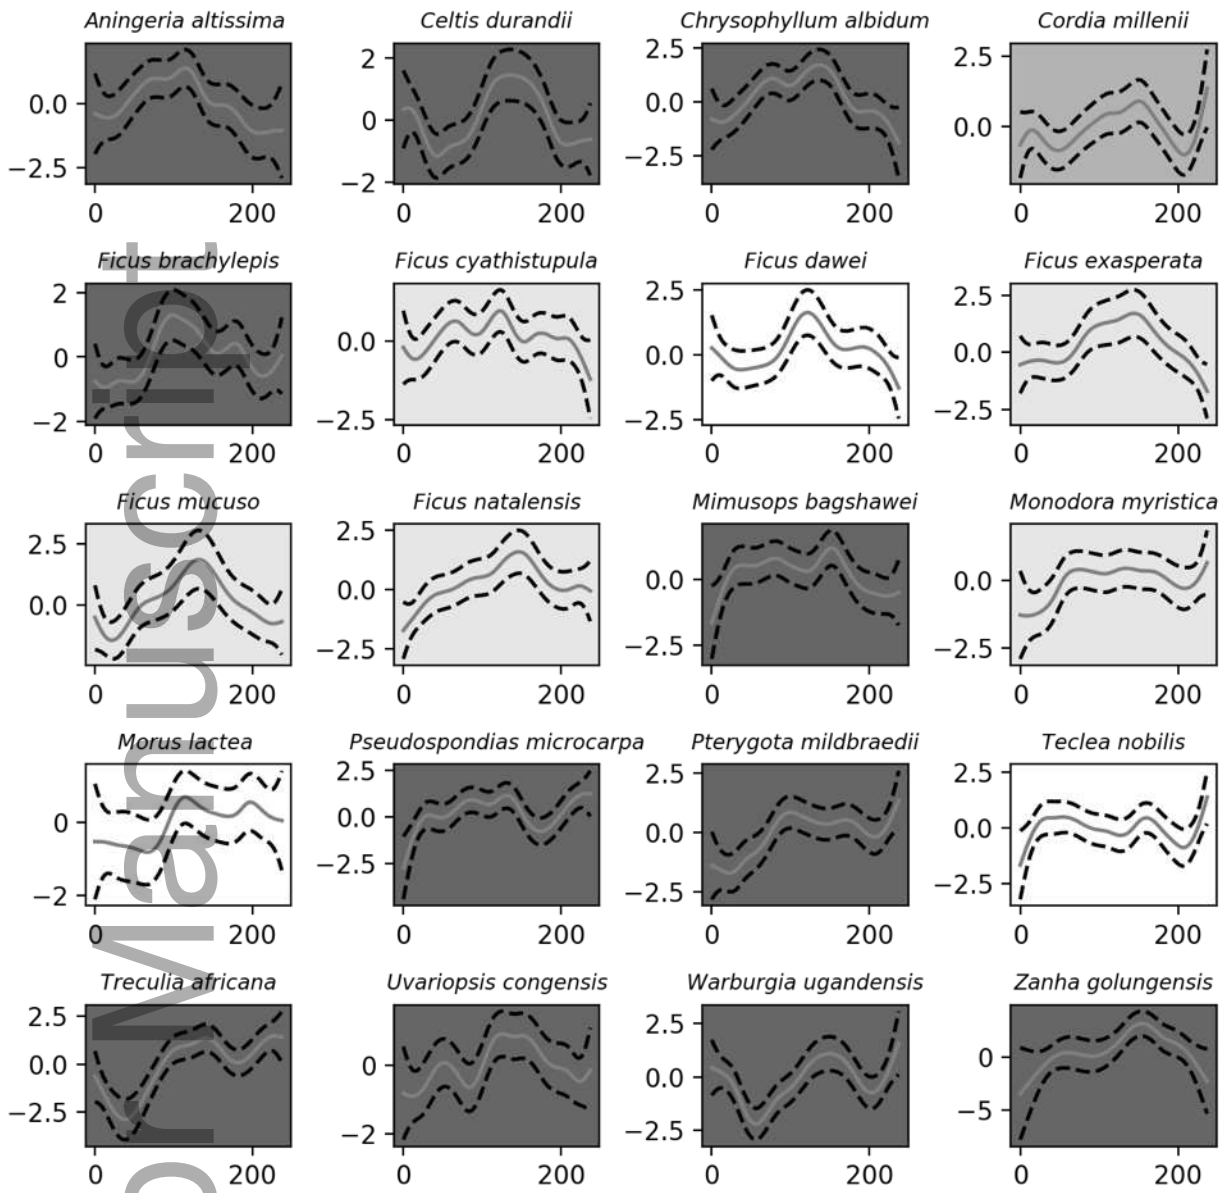 Aningeria altissima Celtis durandii Chrysophyllum albidum Cordia millenii
0.0 −2.5 0 200
2 0 −2 0 200
2.5 0.0 −2.5 0 200
2.5 0.0 0 200
Ficus brachylepis Ficus cyathistupula Ficus dawei Ficus exasperata
2 0 −2 0 200
0.0 −2.5 0 200
2.5 0.0 −2.5 0 200
2.5 0.0 −2.5 0 200
Ficus mucuso Ficus natalensis Mimusops bagshawei Monodora myristica
2.5 0.0 0 200
2.5 0.0 −2.5 0 200
0.0 −2.5 0 200
0.0 −2.5 0 200
Morus lactea Pseudospondias microcarpa Pterygota mildbraedii Teclea nobilis
0 −2 0 200
2.5 0.0 −2.5 0 200
2.5 0.0 −2.5 0 200
2.5 0.0 −2.5 0 200
Treculia africana Uvariopsis congensis Warburgia ugandensis Zanha golungensis
2.5 0.0 −2.5 0 200
0 −2 0 200
2.5 0.0 −2.5 0 200
0 −5 0 200
r Manuscript